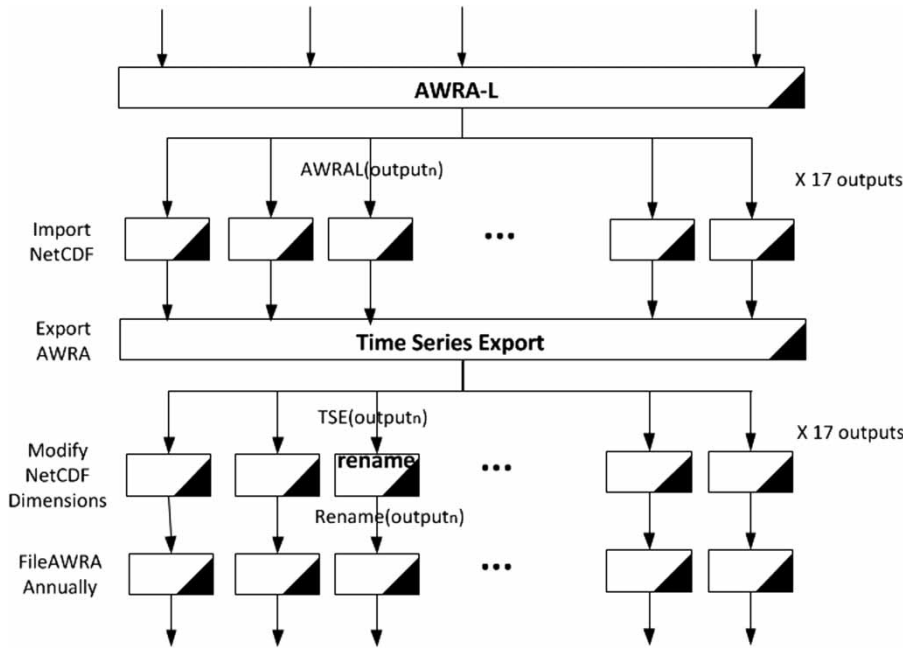 AWRA-L
AWRAL(outputn)
X 17 outputs
Import
NetCDF
...
Export
AWRA
Time Series Export
TSE(outputn)
X 17 outputs
Modify
NetCDF
Dimensions
rename
...
Rename(outputn)
FileAWRA
Annually
...